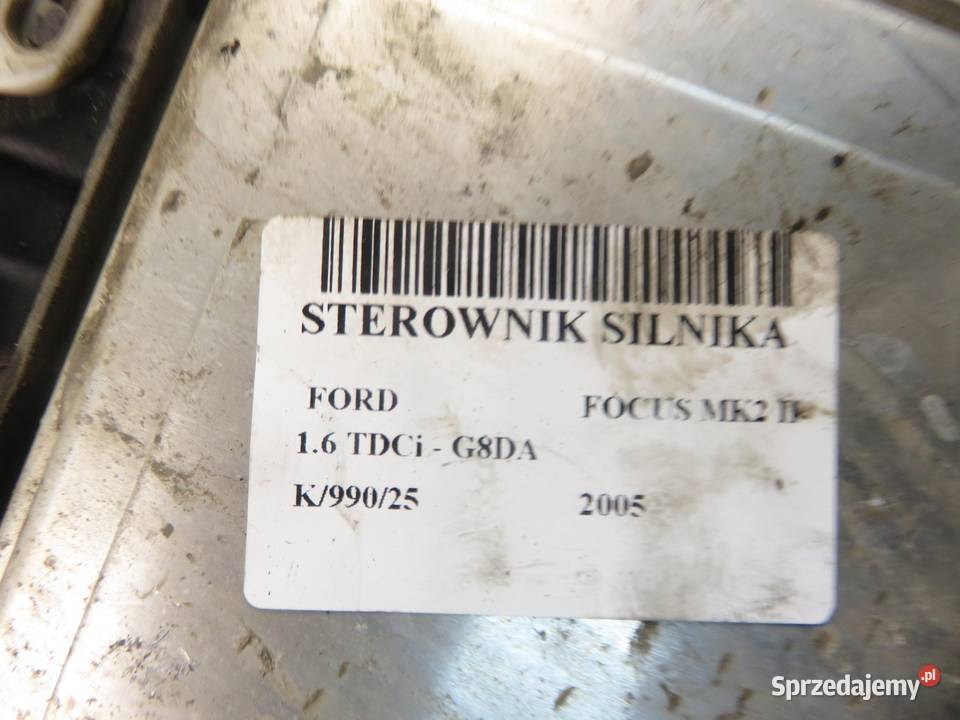 STEROWNIK SILNIKA
FORD FOCUS MK2 II
1.6 TDCi - G8DA
K/990/25 2005
Sprzedajemy.pl